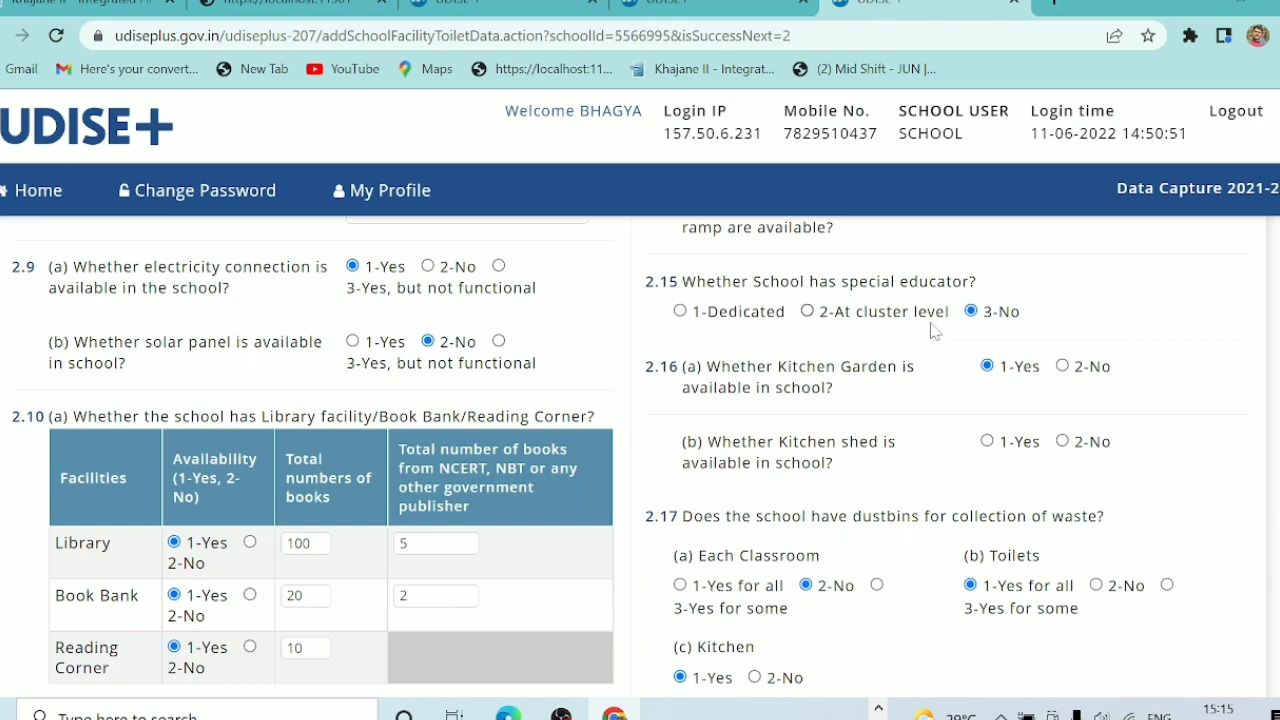 UDISE+
udiseplus.gov.in/udiseplus-207/addSchoolFacilityToiletData.action?schoolId=5566995&isSuccessNext=2
Gmail Here's your convert... New Tab YouTube Maps https://localhost:11... Khajane II - Integrat... (2) Mid Shift - JUN |...
UDISE+
Welcome BHAGYA Login IP Mobile No. SCHOOL USER Login time Logout
157.50.6.231 7829510437 SCHOOL 11-06-2022 14:50:51
Home Change Password My Profile Data Capture 2021-2
2.9 (a) Whether electricity connection is
available in the school?
1-Yes 2-No
3-Yes, but not functional
(b) Whether solar panel is available
in school?
1-Yes 2-No
3-Yes, but not functional
2.10 (a) Whether the school has Library facility/Book Bank/Reading Corner?
Facilities
Availability
(1-Yes, 2-
No)
Total
numbers of
books
Total number of books
from NCERT, NBT or any
other government
publisher
Library
1-Yes
2-No
100
5
Book Bank
1-Yes
2-No
20
2
Reading
Corner
1-Yes
2-No
10
ramp are available?
2.15 Whether School has special educator?
1-Dedicated 2-At cluster level 3-No
2.16 (a) Whether Kitchen Garden is
available in school?
1-Yes 2-No
(b) Whether Kitchen shed is
available in school?
1-Yes 2-No
2.17 Does the school have dustbins for collection of waste?
(a) Each Classroom
1-Yes for all 2-No
3-Yes for some
(b) Toilets
1-Yes for all 2-No
3-Yes for some
(c) Kitchen
1-Yes 2-No
Type here to search
29°C
ENG
15:15